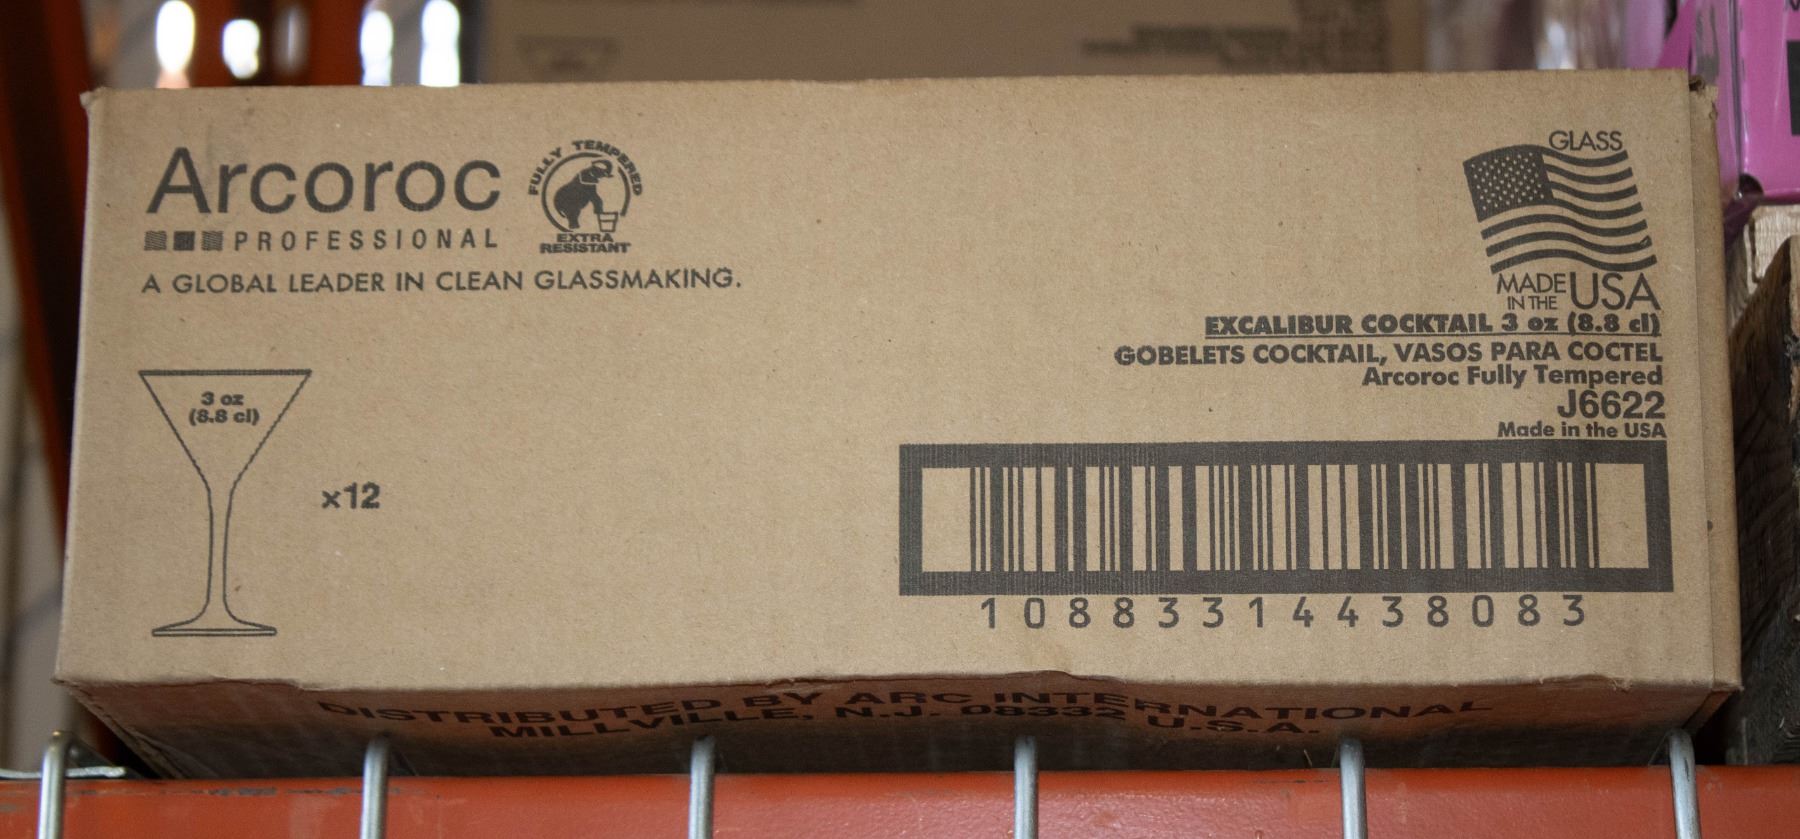 Arcoroc
PROFESSIONAL
FULLY TEMPERED
EXTRA
RESISTANT
A GLOBAL LEADER IN CLEAN GLASSMAKING.
GLASS
MADE IN THE USA
EXCALIBUR COCKTAIL 3 oz (8.8 cl)
GOBELETS COCKTAIL, VASOS PARA COCTEL
Arcoroc Fully Tempered
J6622
Made in the USA
3 oz
(8.8 cl)
x12
10883314438083
DISTRIBUTED BY ARC INTERNATIONAL
MILLVILLE, N.J. 08332 U.S.A.